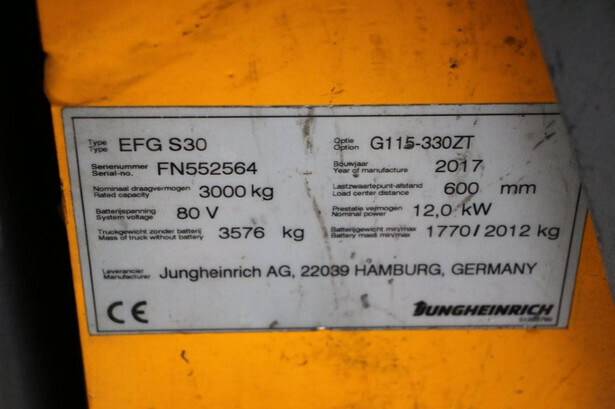 Type EFG S30 Optie G115-330ZT
Type Option
Serienummer FN552564 Bouwjaar 2017
Serial-no. Year of manufacture
Nominaal draagvermogen 3000 kg Lastzwaartepunt-afstand 600 mm
Rated capacity Load center distance
Batterijspanning 80 V Prestatie vermogen 12,0 kW
System voltage Nominal power
Truckgewicht zonder batterij 3576 kg Batterijgewicht min/max 1770 / 2012 kg
Mass of truck without battery Battery mass min/max
Leverancier Jungheinrich AG, 22039 HAMBURG, GERMANY
Manufacturer
CE JUNGHEINRICH